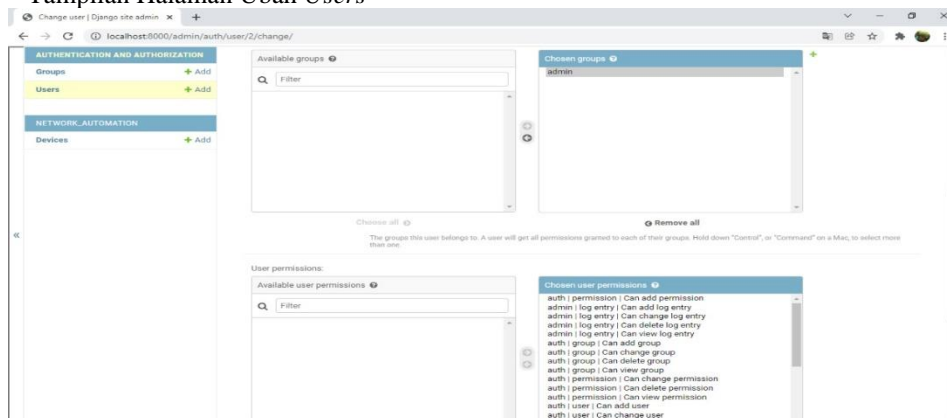 Tampilan Halaman Ubah Users
Change user | Django site admin
localhost:8000/admin/auth/user/2/change/
AUTHENTICATION AND AUTHORIZATION
Groups + Add
Users + Add
NETWORK_AUTOMATION
Devices + Add
Available groups
Filter
Chosen groups
admin
Choose all
Remove all
The groups this user belongs to. A user will get all permissions granted to each of their groups. Hold down "Control", or "Command" on a Mac, to select more
than one.
User permissions:
Available user permissions
Filter
Chosen user permissions
auth | permission | Can add permission
admin | log entry | Can add log entry
admin | log entry | Can change log entry
admin | log entry | Can delete log entry
admin | log entry | Can view log entry
auth | group | Can add group
auth | group | Can change group
auth | group | Can delete group
auth | group | Can view group
auth | permission | Can change permission
auth | permission | Can delete permission
auth | permission | Can view permission
auth | user | Can add user
auth | user | Can change user